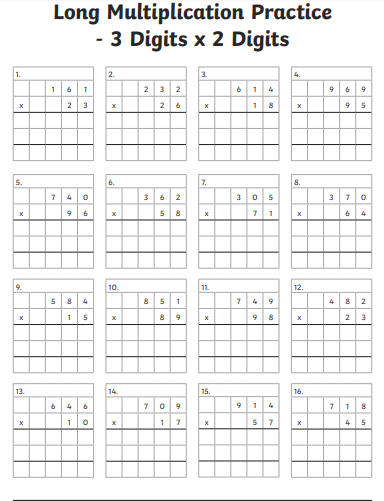 Long Multiplication Practice
- 3 Digits x 2 Digits
1. 2. 3. 4.
1 6 1 2 3 2 6 1 4 9 6 9
x 2 3 x 2 6 x 1 8 x 9 5
5. 6. 7. 8.
7 4 0 3 6 2 3 0 5 3 7 0
x 9 6 x 5 8 x 7 1 x 6 4
9. 10. 11. 12.
5 8 4 8 5 1 7 4 9 4 8 2
x 1 5 x 8 9 x 9 8 x 2 3
13. 14. 15. 16.
6 4 6 7 0 9 9 1 4 7 1 8
x 1 0 x 1 7 x 5 7 x 4 5